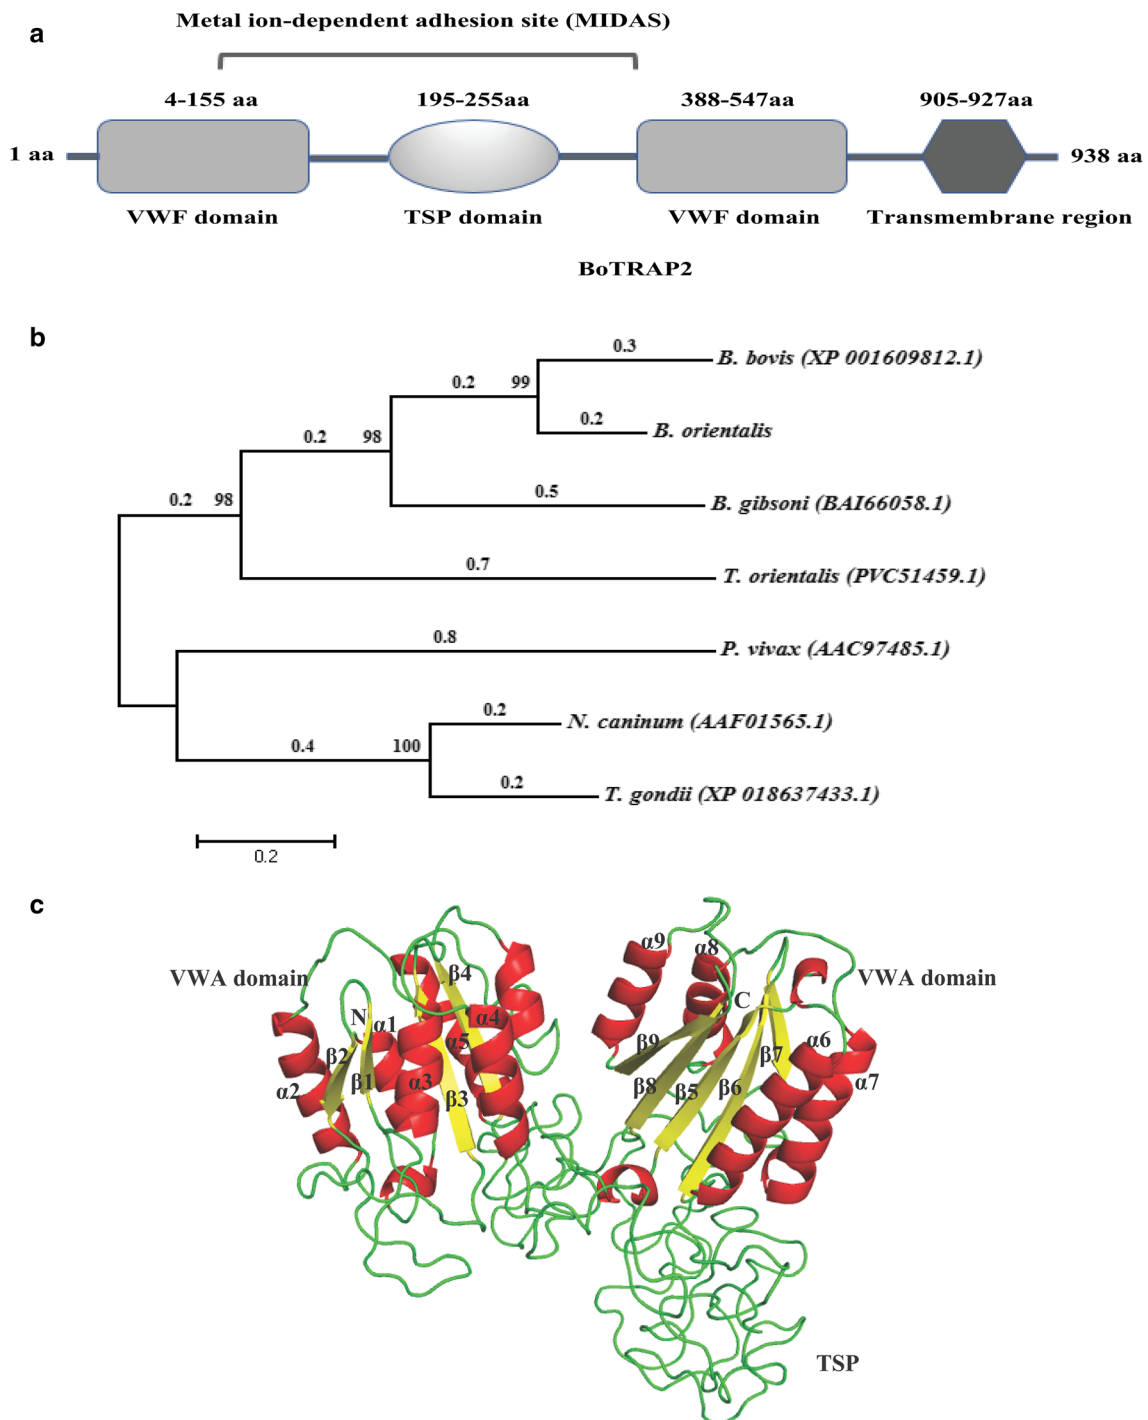 a
Metal ion-dependent adhesion site (MIDAS)
4-155 aa
195-255aa
388-547aa
905-927aa
1 aa
938 aa
VWF domain
TSP domain
VWF domain
Transmembrane region
BoTRAP2
b
0.3
B. bovis (XP 001609812.1)
0.2
99
0.2
B. orientalis
0.2
98
0.5
B. gibsoni (BAI66058.1)
0.2
98
0.7
T. orientalis (PVC51459.1)
0.8
P. vivax (AAC97485.1)
0.2
N. caninum (AAF01565.1)
0.4
100
0.2
T. gondii (XP 018637433.1)
0.2
c
VWA domain
β4
α9
α8
VWA domain
N
α1
α4
C
β2
α5
α6
α2
β1
α3
β3
β9
β8
β5
β6
β7
α7
TSP